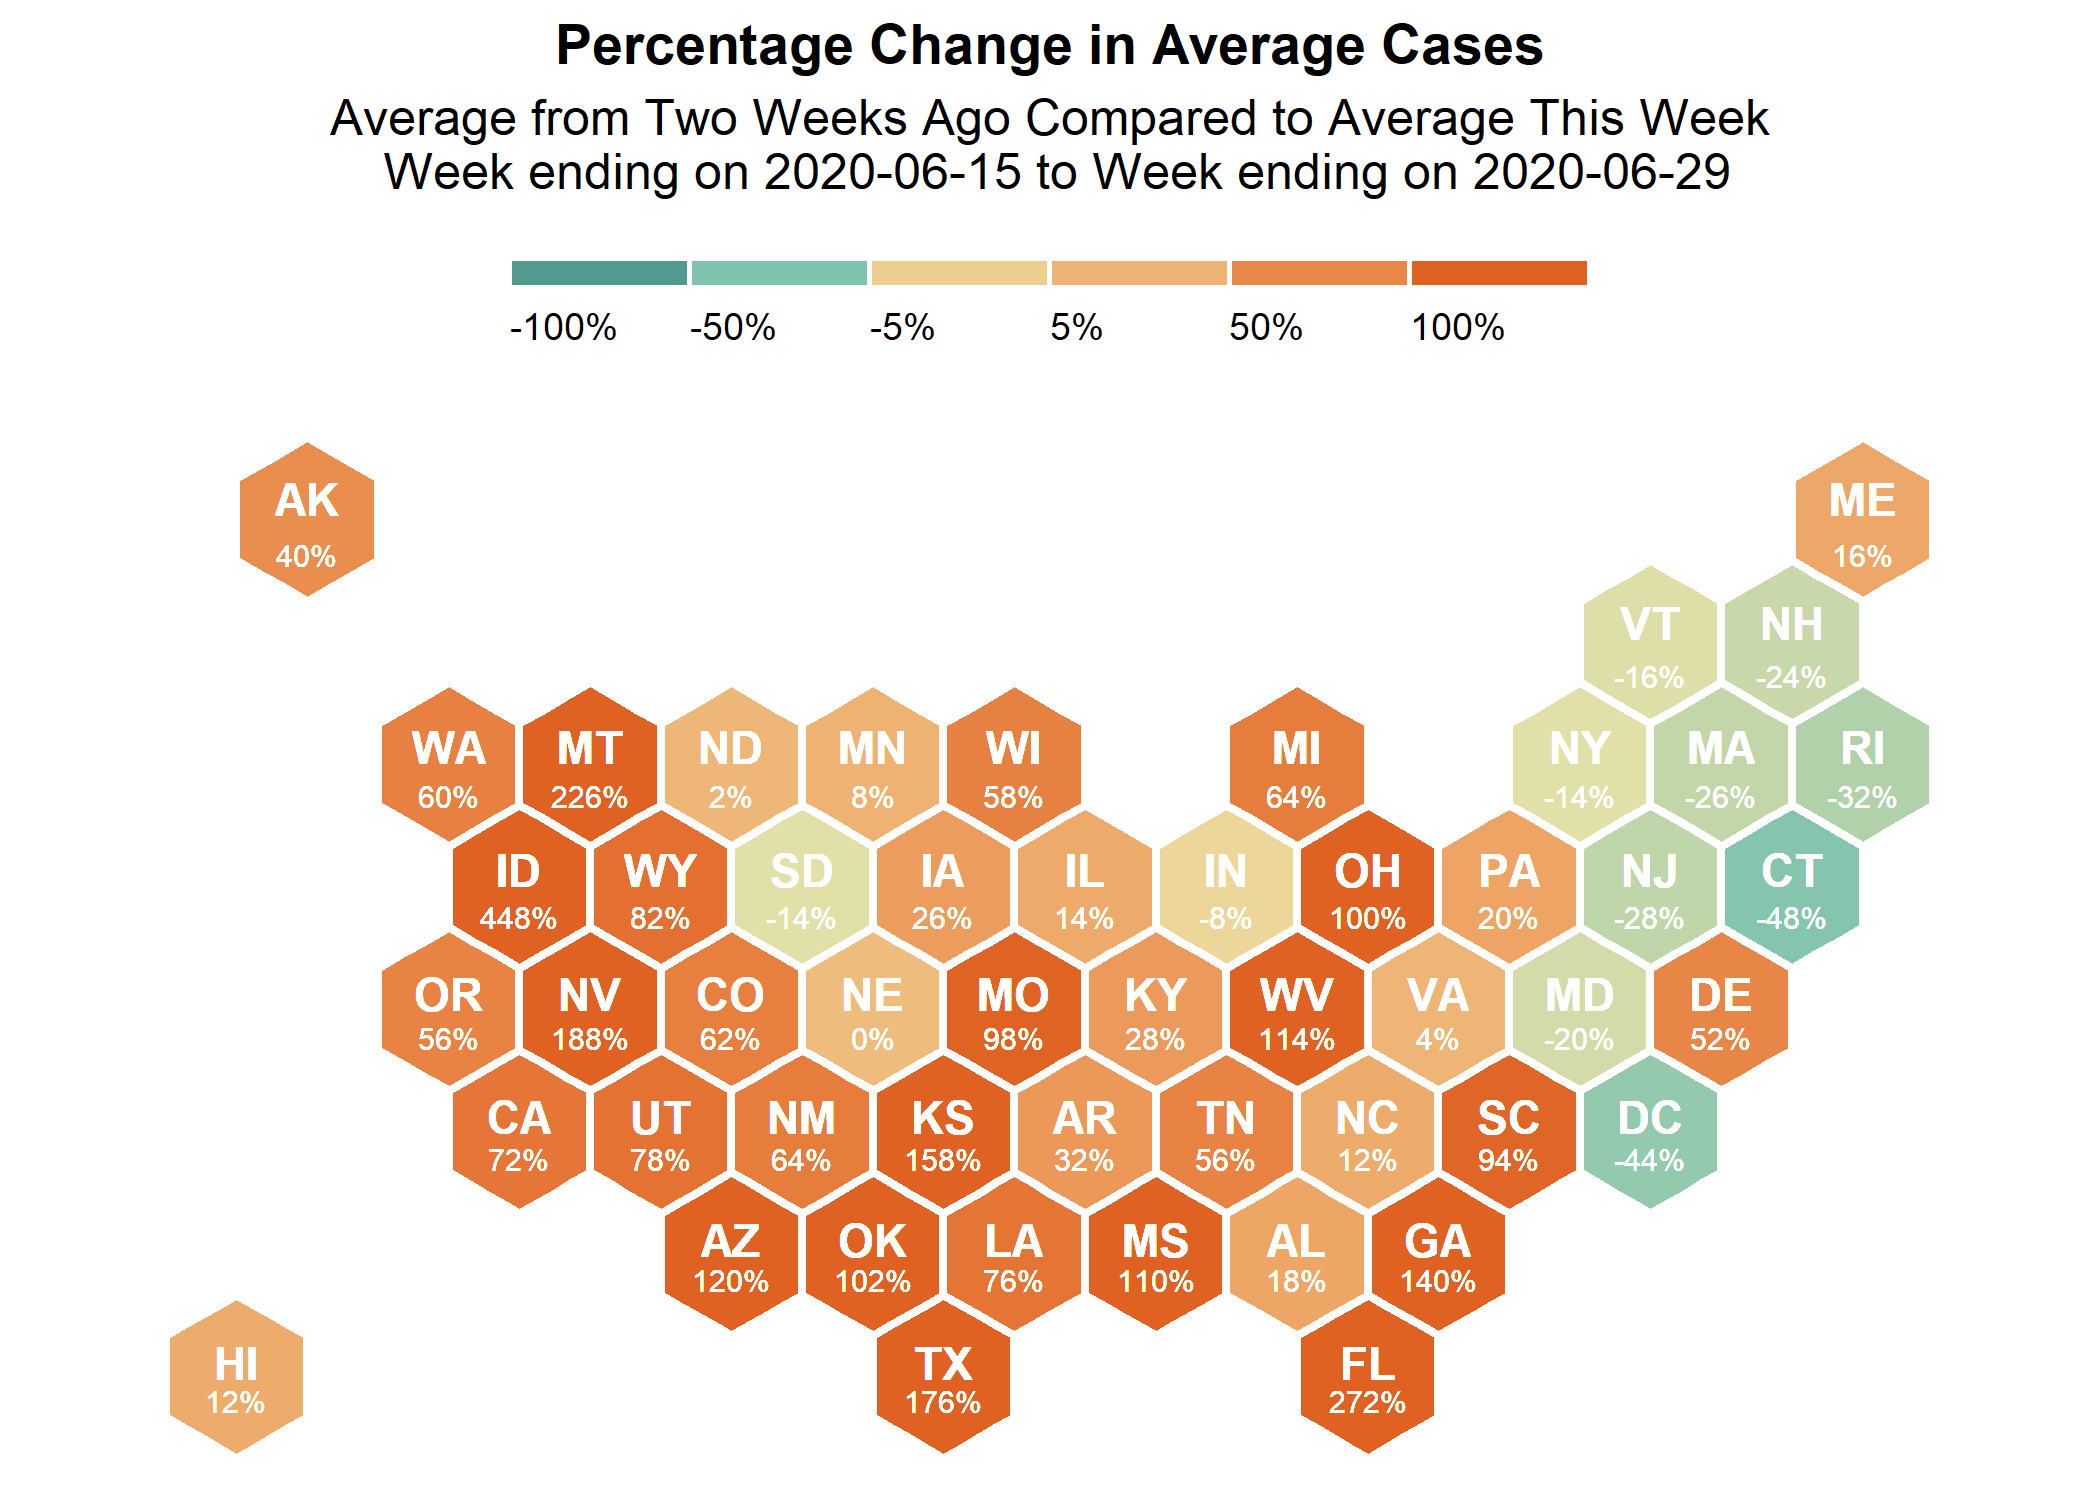 Percentage Change in Average Cases
Average from Two Weeks Ago Compared to Average This Week
Week ending on 2020-06-15 to Week ending on 2020-06-29
-100% -50% -5% 5% 50% 100%
AK ME
40% 16%
VT NH
-16% -24%
WA MT ND MN WI MI NY MA RI
60% 226% 2% 8% 58% 64% -14% -26% -32%
ID WY SD IA IL IN OH PA NJ CT
448% 82% -14% 26% 14% -8% 100% 20% -28% -48%
OR NV CO NE MO KY WV VA MD DE
56% 188% 62% 0% 98% 28% 114% 4% -20% 52%
CA UT NM KS AR TN NC SC DC
72% 78% 64% 158% 32% 56% 12% 94% -44%
AZ OK LA MS AL GA
120% 102% 76% 110% 18% 140%
HI TX FL
12% 176% 272%